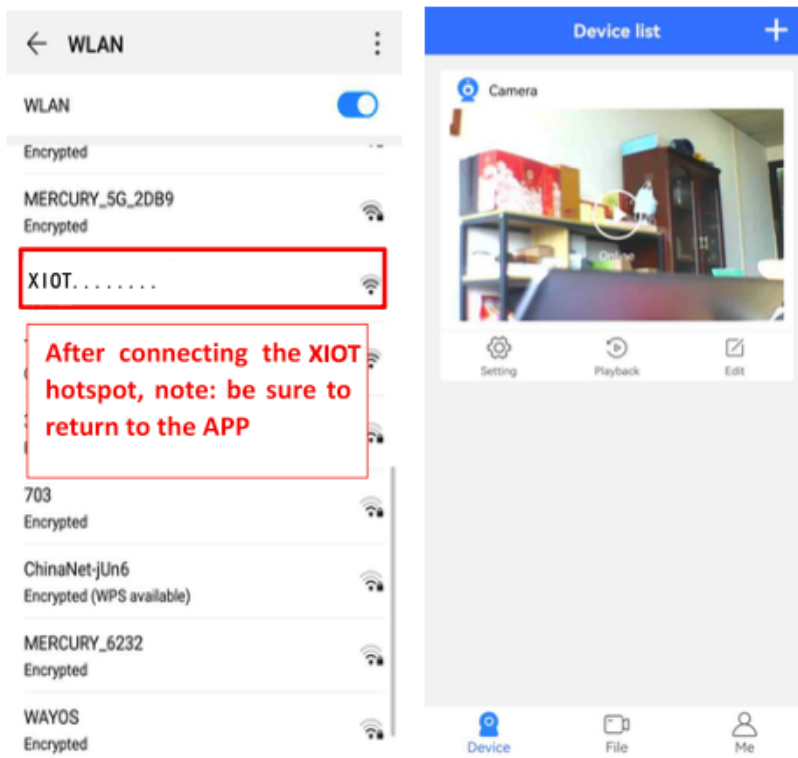 WLAN
WLAN
Encrypted
MERCURY_5G_2DB9
Encrypted
XIOT........
After connecting the XIOT
hotspot, note: be sure to
return to the APP
703
Encrypted
ChinaNet-jUn6
Encrypted (WPS available)
MERCURY_6232
Encrypted
WAYOS
Encrypted
Device list
Camera
Online
Setting
Playback
Edit
Device
File
Me